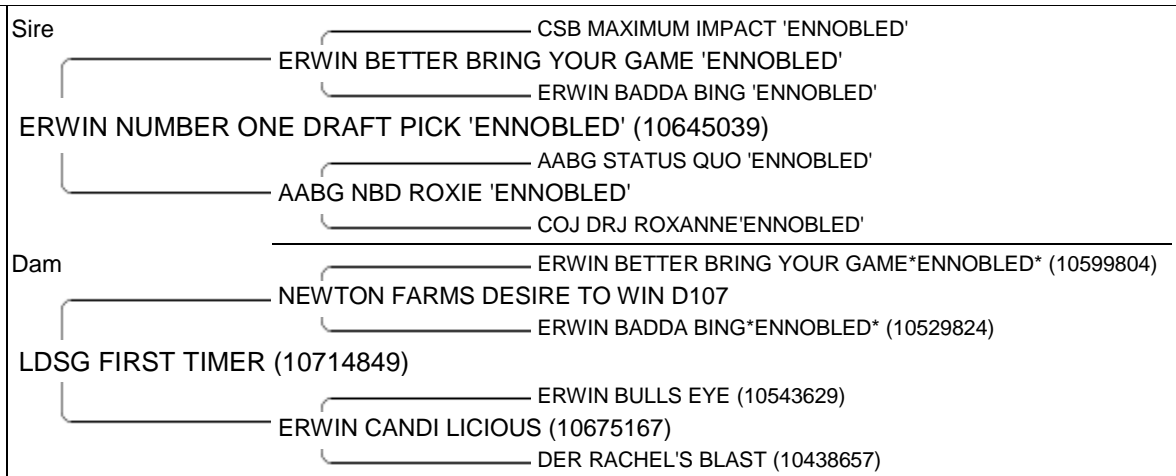 Sire
CSB MAXIMUM IMPACT 'ENNOBLED'
ERWIN BETTER BRING YOUR GAME 'ENNOBLED'
ERWIN BADDA BING 'ENNOBLED'
ERWIN NUMBER ONE DRAFT PICK 'ENNOBLED' (10645039)
AABG STATUS QUO 'ENNOBLED'
AABG NBD ROXIE 'ENNOBLED'
COJ DRJ ROXANNE'ENNOBLED'
Dam
ERWIN BETTER BRING YOUR GAME*ENNOBLED* (10599804)
NEWTON FARMS DESIRE TO WIN D107
ERWIN BADDA BING*ENNOBLED* (10529824)
LDSG FIRST TIMER (10714849)
ERWIN BULLS EYE (10543629)
ERWIN CANDI LICIOUS (10675167)
DER RACHEL'S BLAST (10438657)